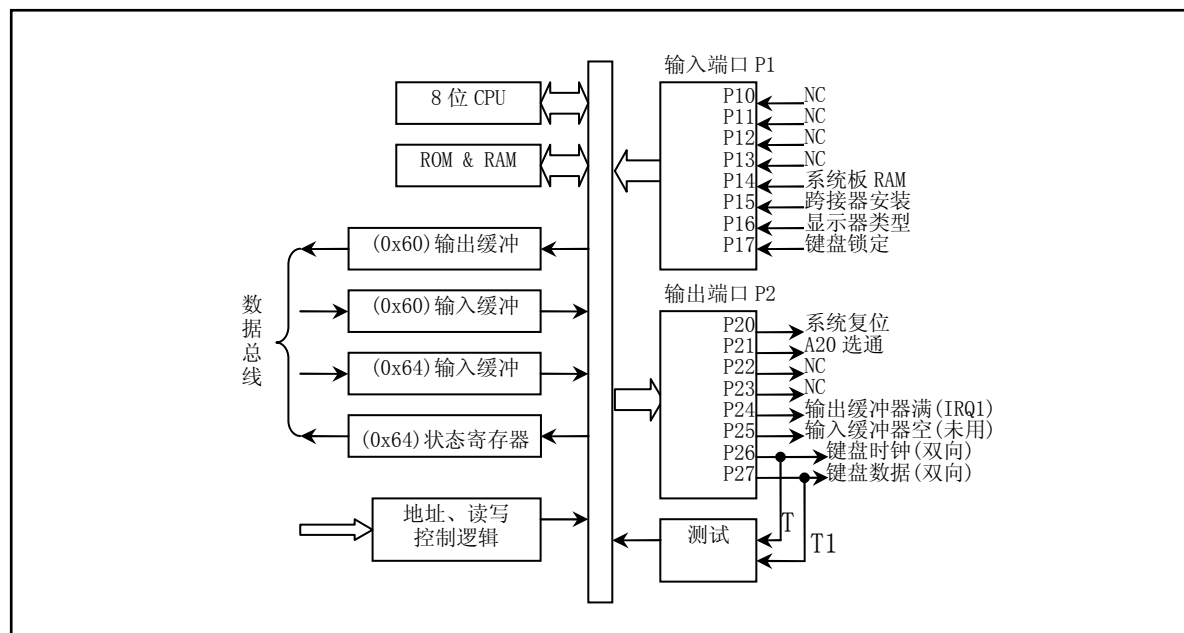 输入端口 P1
8 位 CPU
ROM & RAM
P10
NC
P11
NC
P12
NC
P13
NC
P14
系统板 RAM
P15
跨接器安装
P16
显示器类型
P17
键盘锁定
数据总线
(0x60)输出缓冲
(0x60)输入缓冲
(0x64)输入缓冲
(0x64)状态寄存器
地址、读写
控制逻辑
输出端口 P2
P20
系统复位
P21
A20 选通
P22
NC
P23
NC
P24
输出缓冲器满(IRQ1)
P25
输入缓冲器空(未用)
P26
键盘时钟(双向)
P27
键盘数据(双向)
测试
T
T1